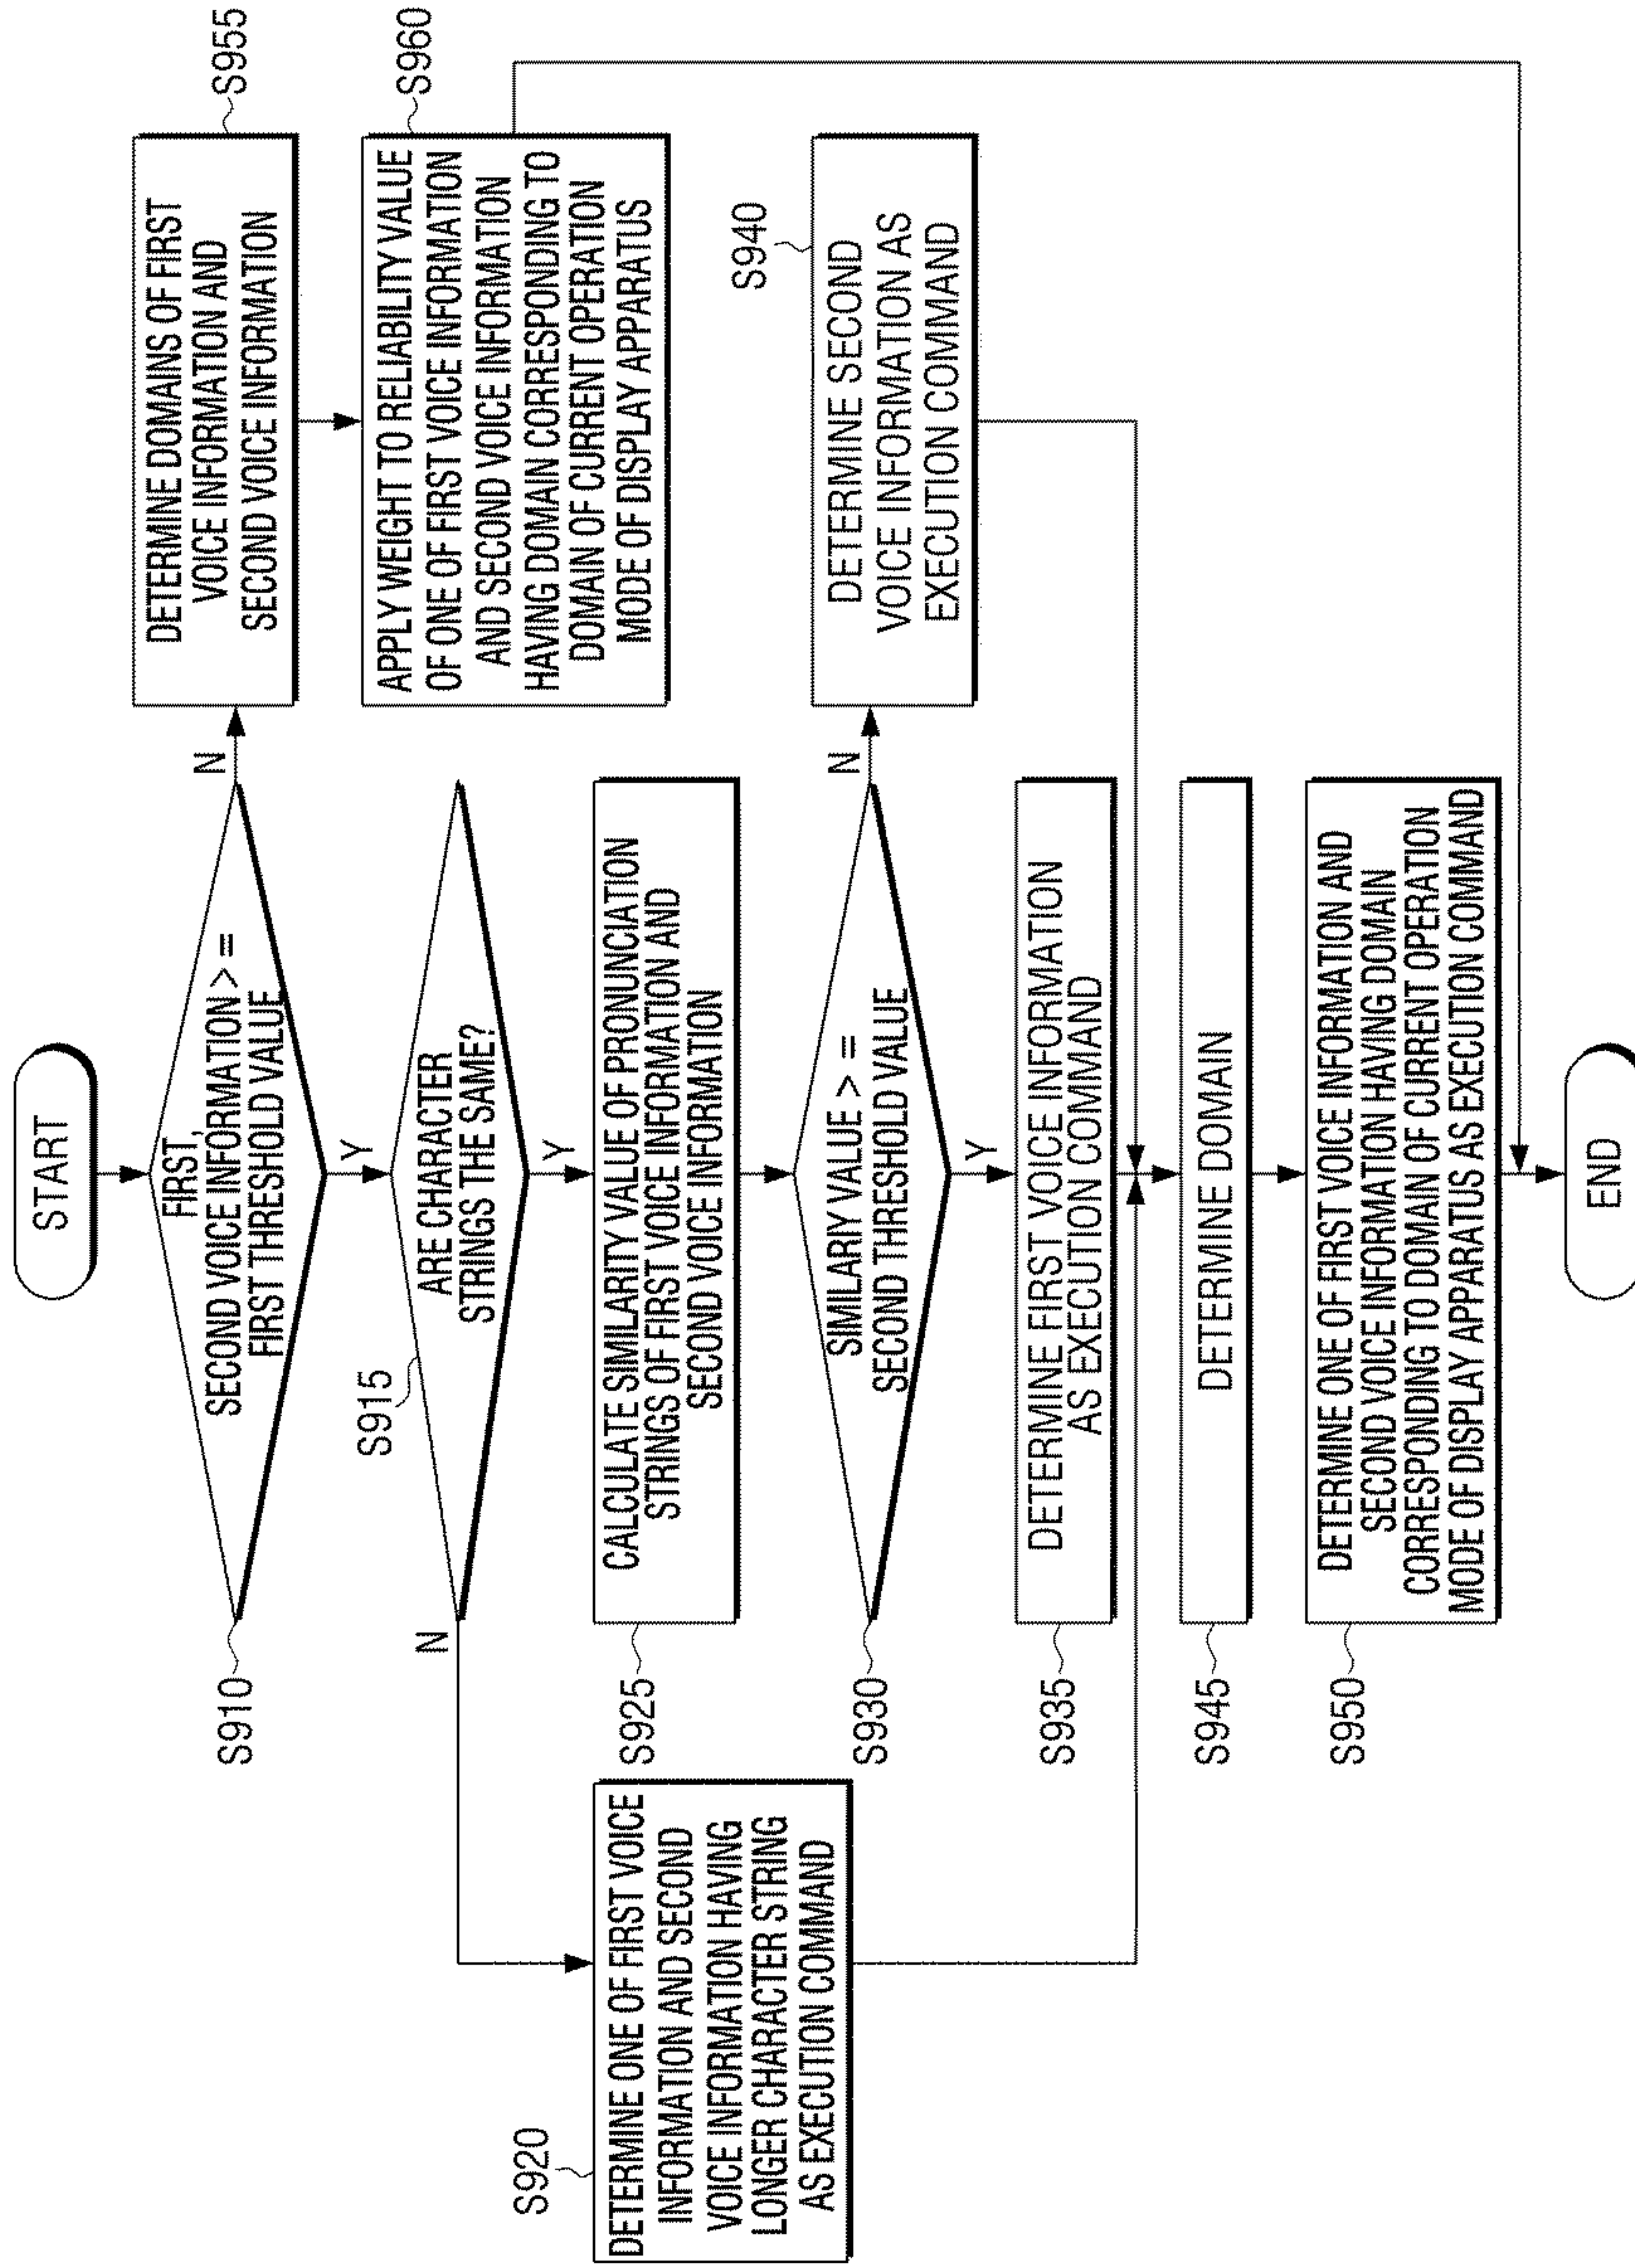 START
FIRST,
SECOND VOICE INFORMATION > =
FIRST THRESHOLD VALUE
S910
N
DETERMINE DOMAINS OF FIRST
VOICE INFORMATION AND
SECOND VOICE INFORMATION
S955
APPLY WEIGHT TO RELIABILITY VALUE
OF ONE OF FIRST VOICE INFORMATION
AND SECOND VOICE INFORMATION
HAVING DOMAIN CORRESPONDING TO
DOMAIN OF CURRENT OPERATION
MODE OF DISPLAY APPARATUS
S960
Y
S915
ARE CHARACTER
STRINGS THE SAME?
N
S920
DETERMINE ONE OF FIRST VOICE
INFORMATION AND SECOND
VOICE INFORMATION HAVING
LONGER CHARACTER STRING
AS EXECUTION COMMAND
Y
S925
CALCULATE SIMILARITY VALUE OF PRONUNCIATION
STRINGS OF FIRST VOICE INFORMATION AND
SECOND VOICE INFORMATION
S930
SIMILARIY VALUE > =
SECOND THRESHOLD VALUE
N
S940
DETERMINE SECOND
VOICE INFORMATION AS
EXECUTION COMMAND
Y
S935
DETERMINE FIRST VOICE INFORMATION
AS EXECUTION COMMAND
S945
DETERMINE DOMAIN
S950
DETERMINE ONE OF FIRST VOICE INFORMATION AND
SECOND VOICE INFORMATION HAVING DOMAIN
CORRESPONDING TO DOMAIN OF CURRENT OPERATION
MODE OF DISPLAY APPARATUS AS EXECUTION COMMAND
END